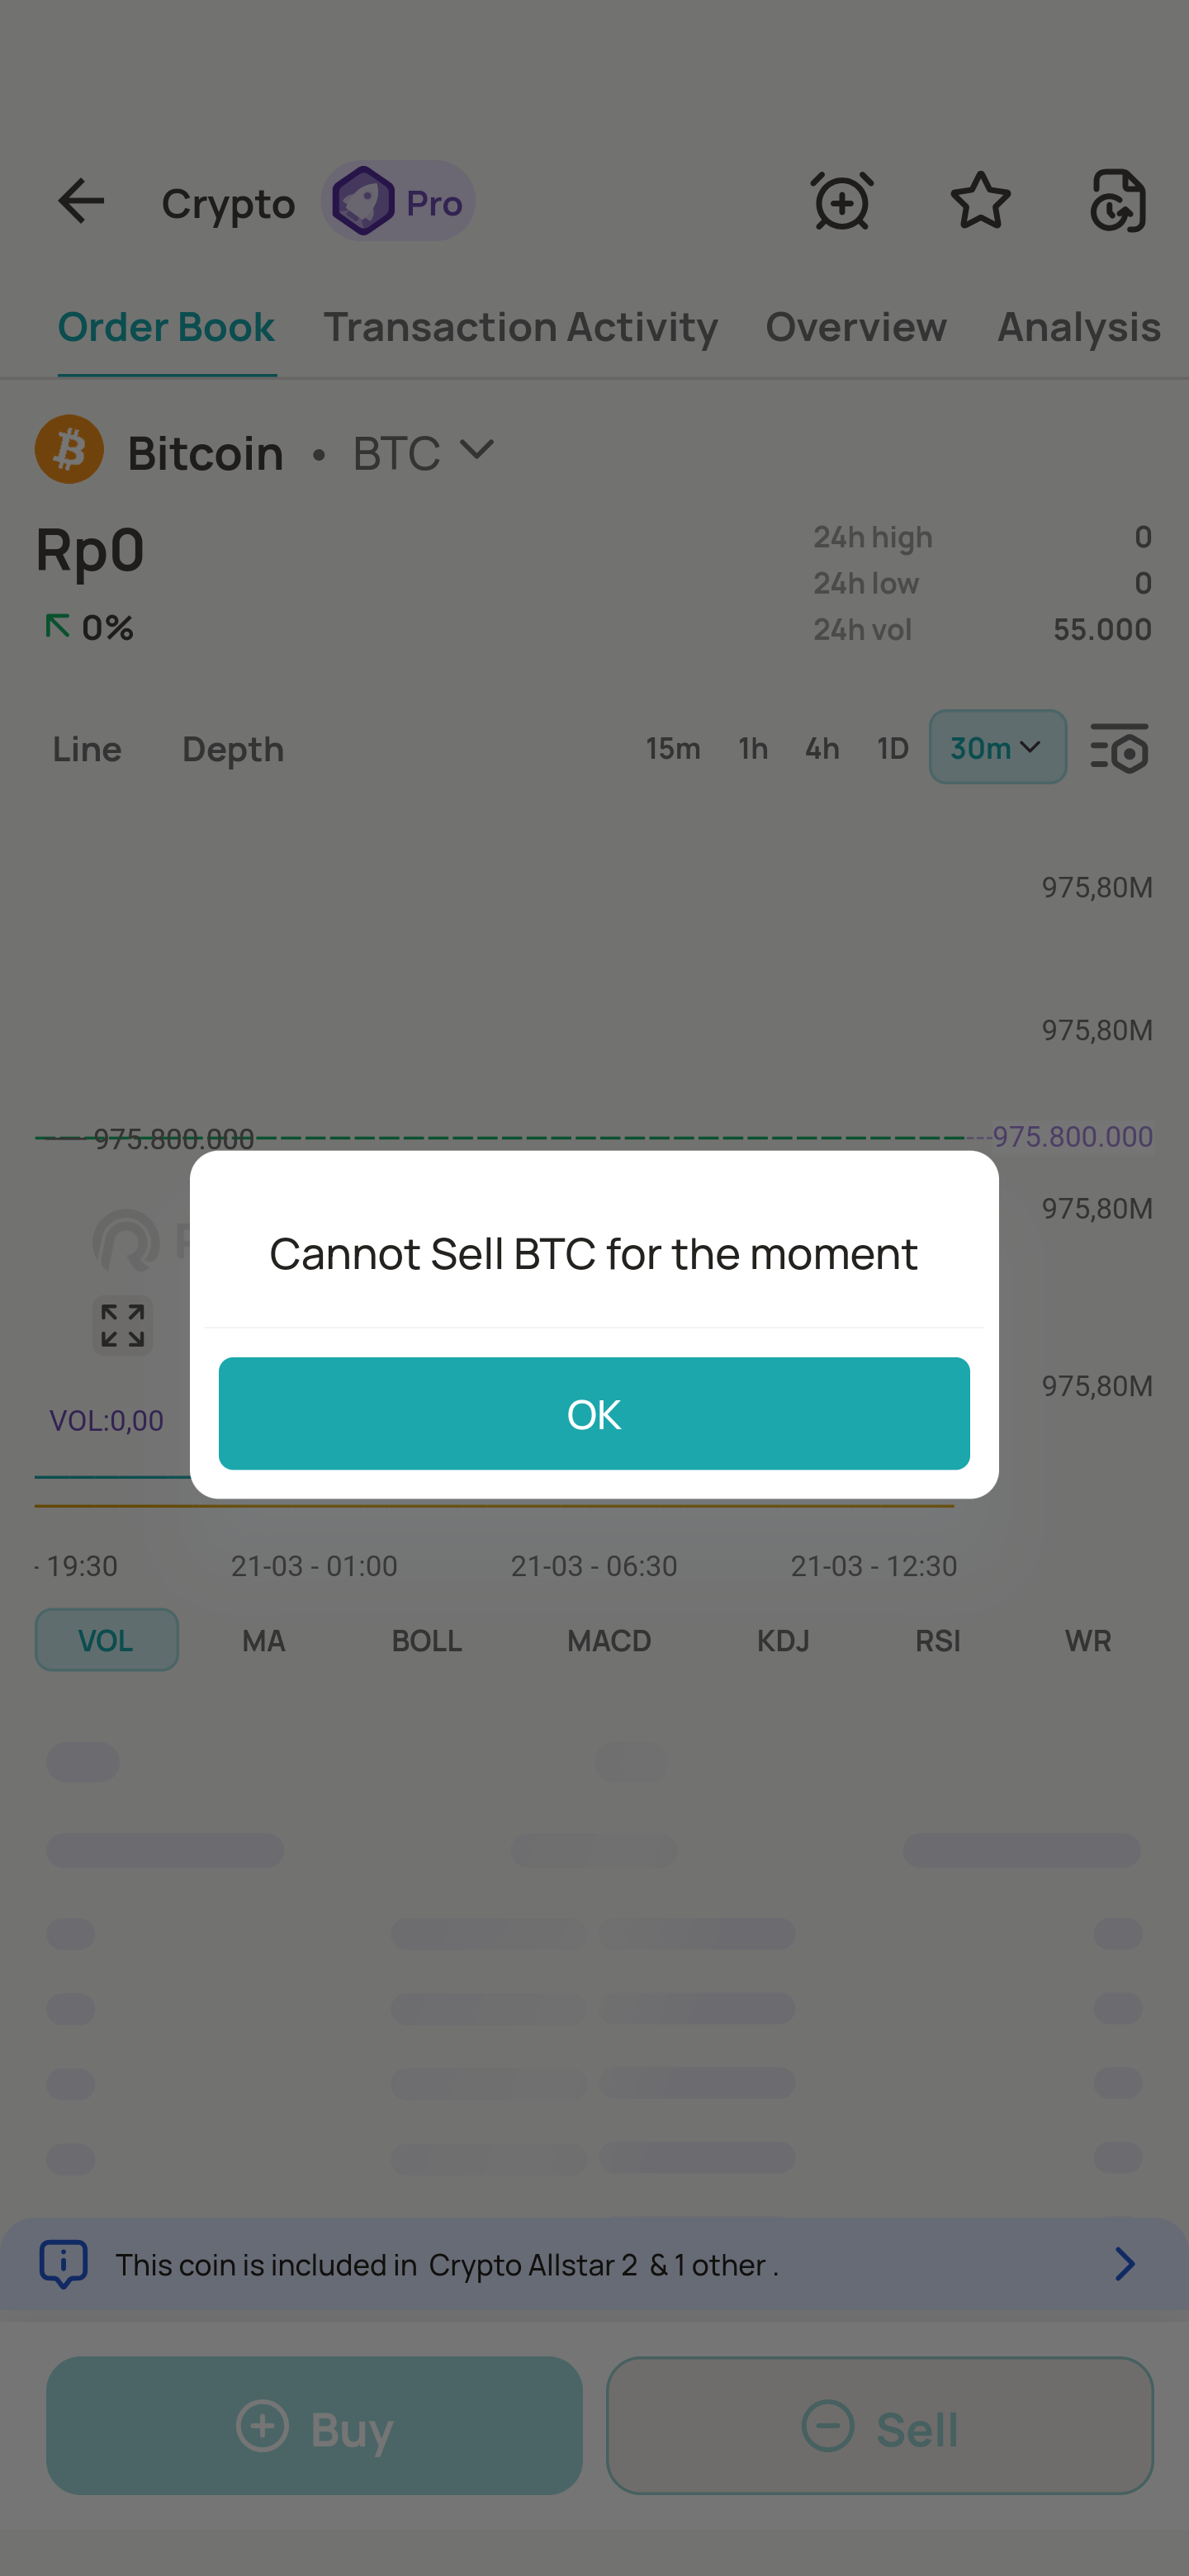 Crypto Pro
Order Book Transaction Activity Overview Analysis
Bitcoin • BTC
Rp0
0%
24h high 0
24h low 0
24h vol 55.000
Line Depth 15m 1h 4h 1D 30m
975,80M
975,80M
975.800.000 975.800.000
975,80M
Cannot Sell BTC for the moment
OK
975,80M
VOL:0,00
- 19:30 21-03 - 01:00 21-03 - 06:30 21-03 - 12:30
VOL MA BOLL MACD KDJ RSI WR
This coin is included in Crypto Allstar 2 & 1 other .
Buy Sell